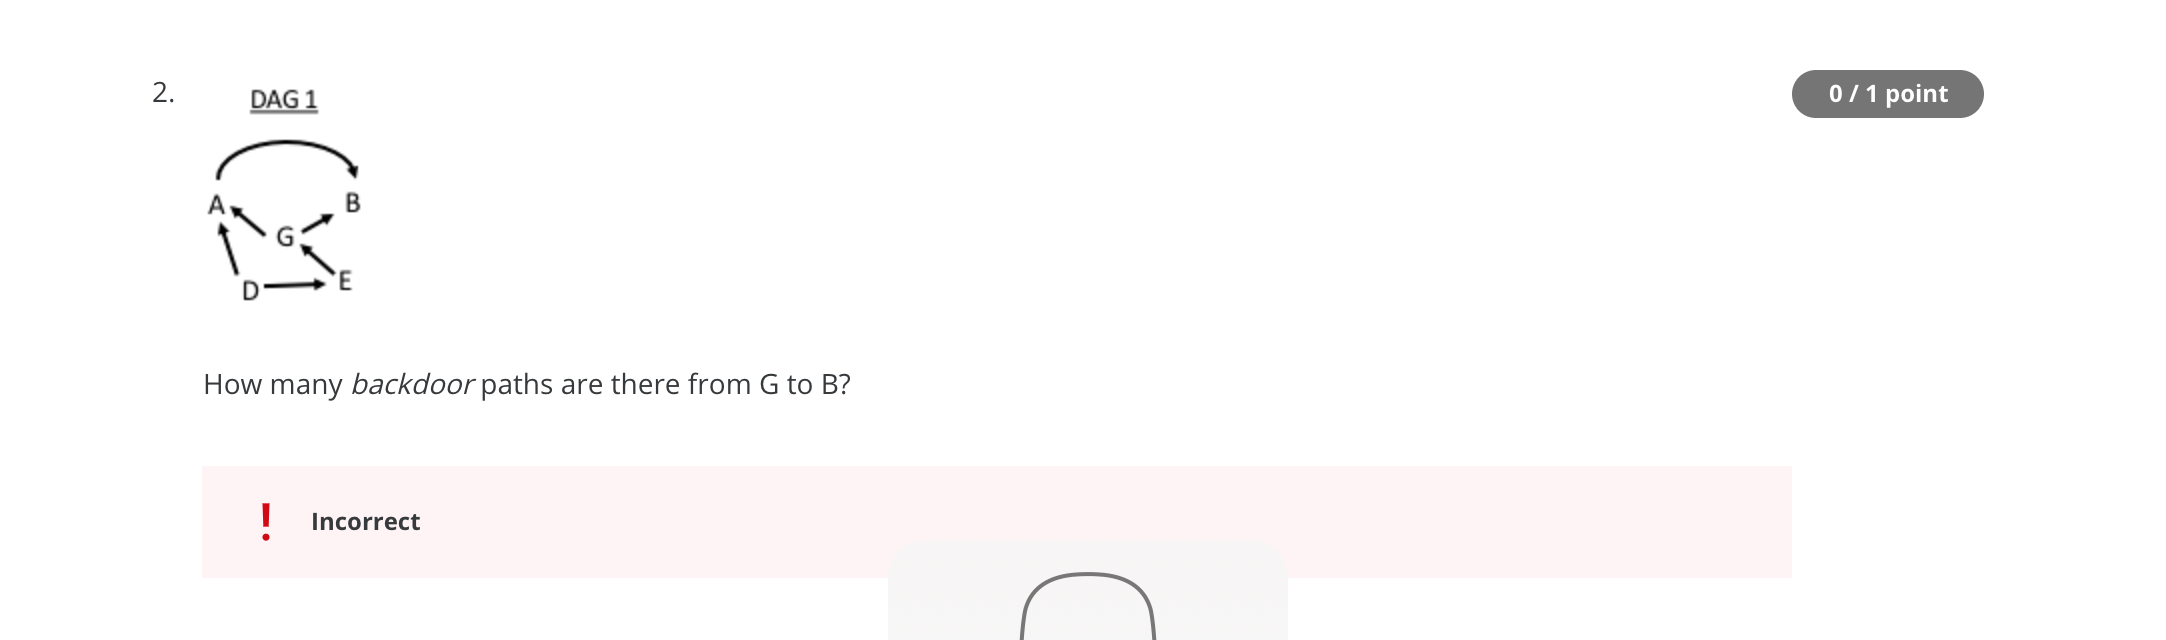 2.
DAG 1
0 / 1 point
A
B
G
E
D
How many backdoor paths are there from G to B?
! Incorrect